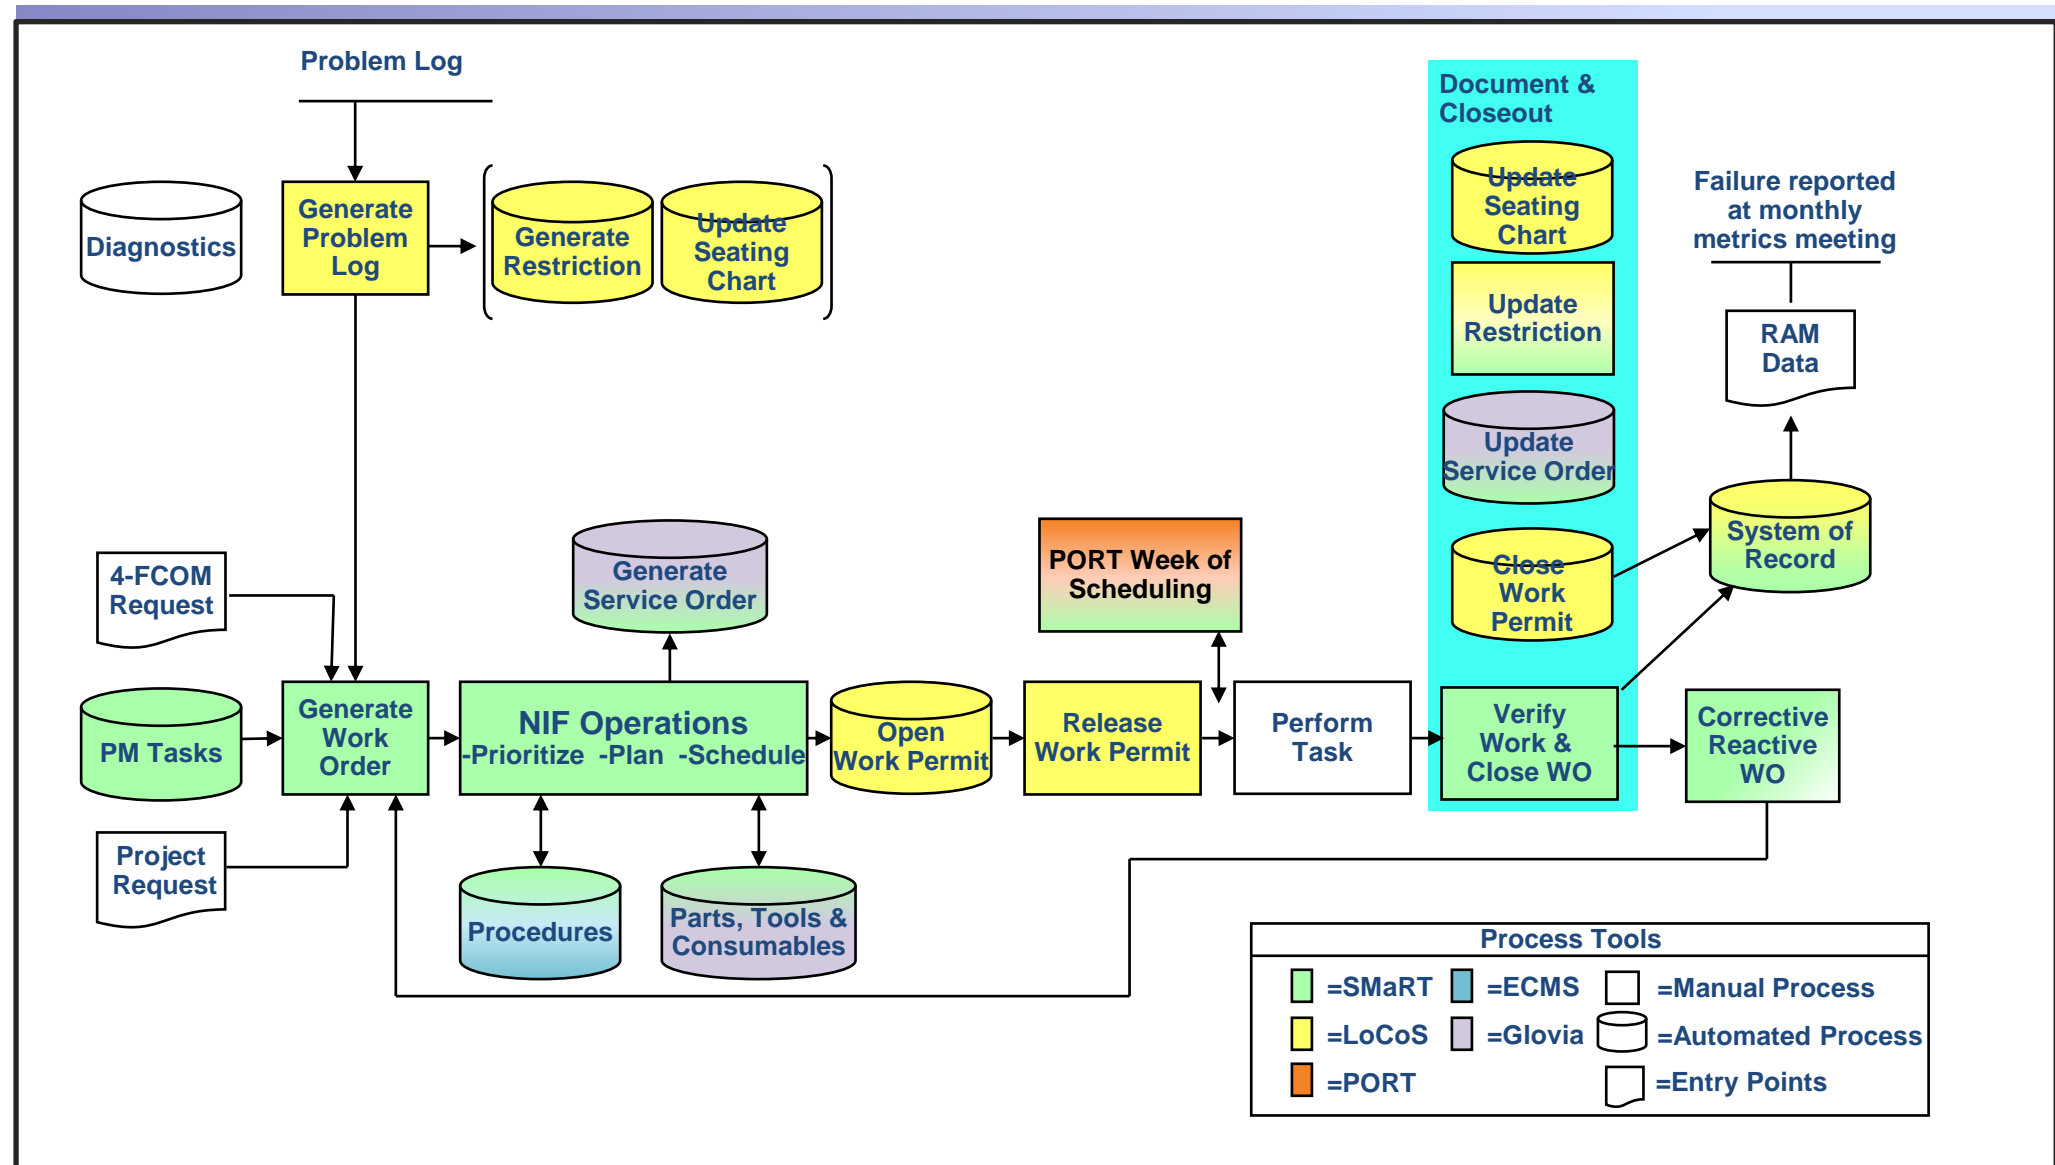 Problem Log
Document &
Closeout
Diagnostics
Generate
Problem
Log
Generate
Restriction
Update
Seating
Chart
Update
Seating
Chart
Update
Restriction
Update
Service Order
Close
Work
Permit
Failure reported
at monthly
metrics meeting
RAM
Data
System of
Record
4-FCOM
Request
Generate
Service Order
PORT Week of
Scheduling
PM Tasks
Generate
Work
Order
NIF Operations
-Prioritize -Plan -Schedule
Open
Work Permit
Release
Work Permit
Perform
Task
Verify
Work &
Close WO
Corrective
Reactive
WO
Project
Request
Procedures
Parts, Tools &
Consumables
Process Tools
=SMaRT =ECMS =Manual Process
=LoCoS =Glovia =Automated Process
=PORT =Entry Points